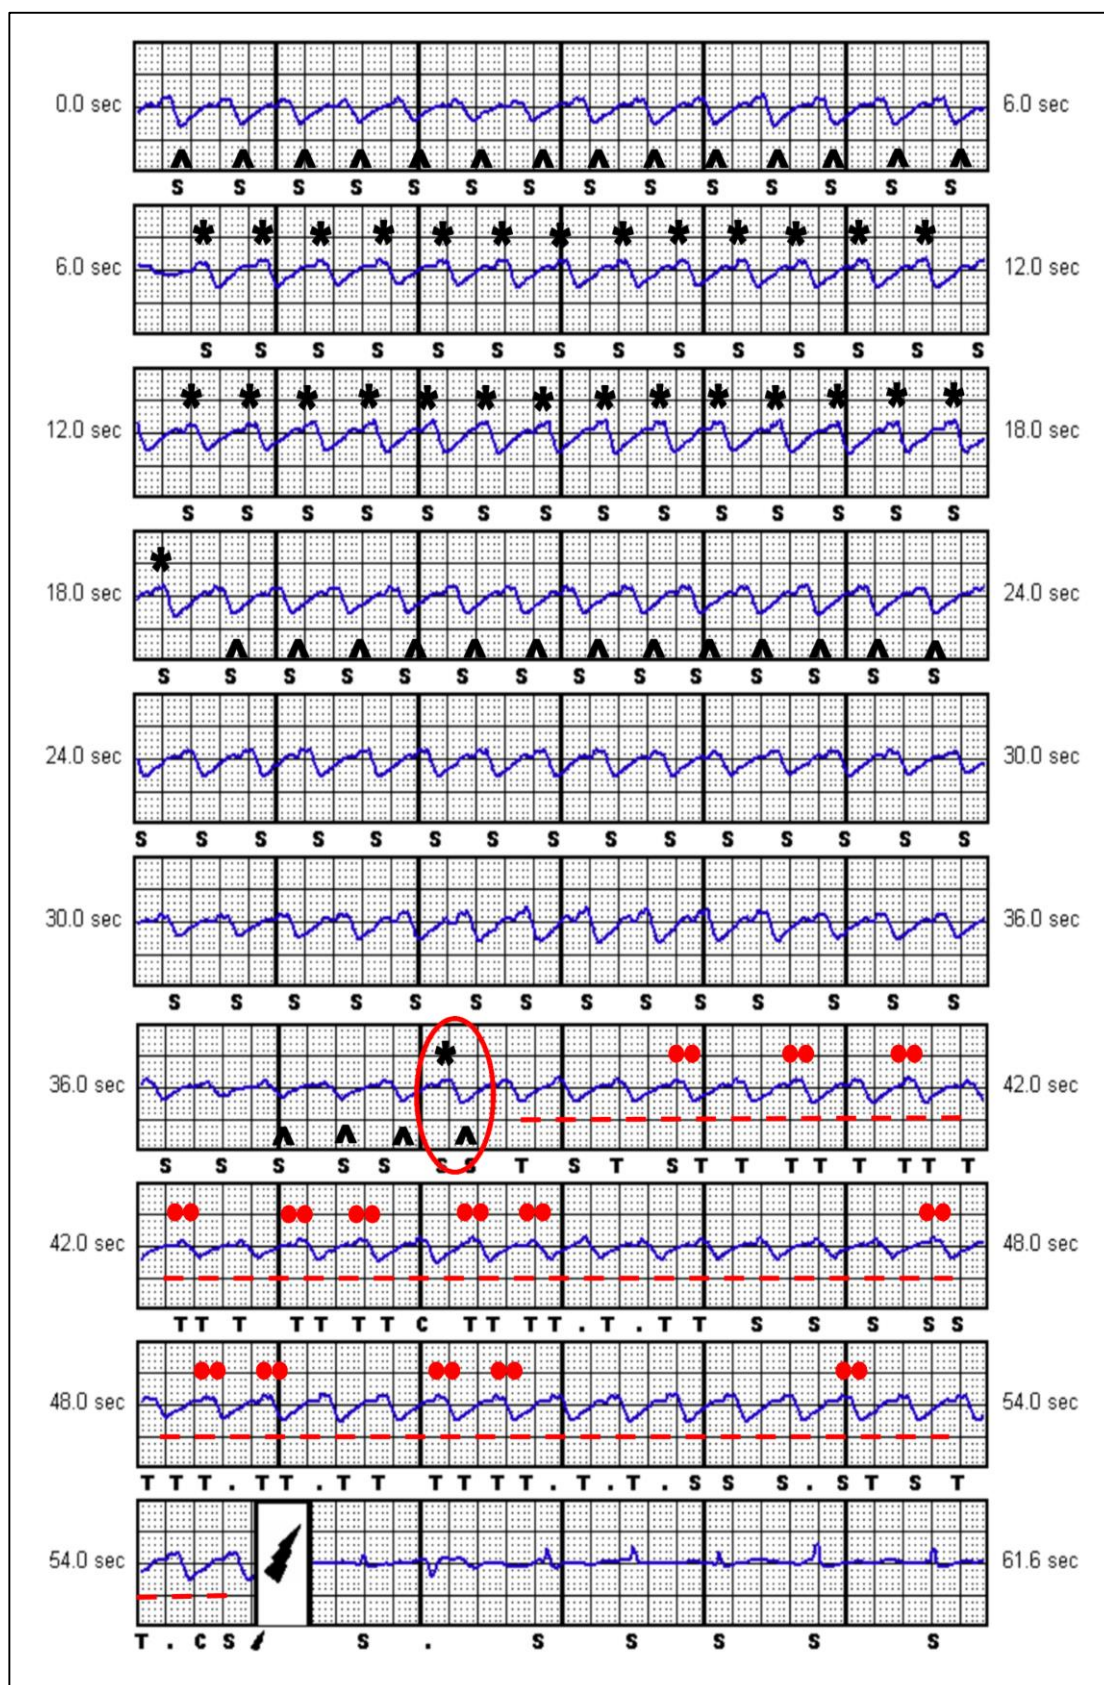 0.0 sec 6.0 sec
^ ^ ^ ^ ^ ^ ^ ^ ^ ^ ^ ^ ^ ^
S S S S S S S S S S S S S S
* * * * * * * * * * * * *
6.0 sec 12.0 sec
S S S S S S S S S S S S S S
* * * * * * * * * * * * * *
12.0 sec 18.0 sec
S S S S S S S S S S S S S S
*
18.0 sec 24.0 sec
^ ^ ^ ^ ^ ^ ^ ^ ^ ^ ^ ^ ^
S S S S S S S S S S S S S S
24.0 sec 30.0 sec
S S S S S S S S S S S S S S S
30.0 sec 36.0 sec
S S S S S S S S S S S S S S
*
36.0 sec 42.0 sec
^ ^ ^ ^
S S S S S S S T S T S T T T T T T T T
42.0 sec 48.0 sec
T T T T T T T C T T T T . T . T T S S S S S
48.0 sec 54.0 sec
T T T . T T . T T T T T T . T . T . S S S . S T S T
54.0 sec 61.6 sec
T . C S S . S S S S S